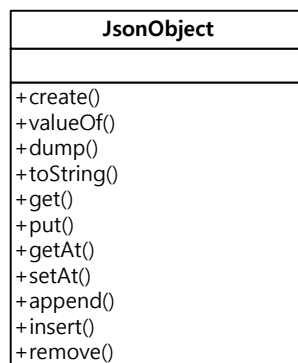 JsonObject
+create()
+valueOf()
+dump()
+toString()
+get()
+put()
+getAt()
+setAt()
+append()
+insert()
+remove()